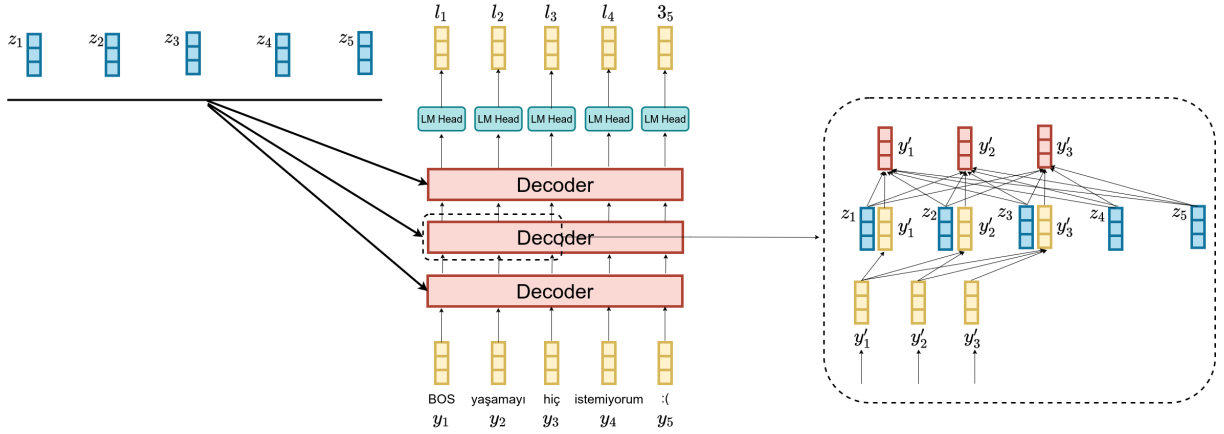 l₁ l₂ l₃ l₄ 3₅
z₁ z₂ z₃ z₄ z₅
LM Head LM Head LM Head LM Head LM Head
Decoder
Decoder
Decoder
BOS yaşamayı hiç istemiyorum :(
y₁ y₂ y₃ y₄ y₅
y′₁ y′₂ y′₃
z₁ y′₁ z₂ y′₂ z₃ y′₃ z₄ z₅
y′₁ y′₂ y′₃